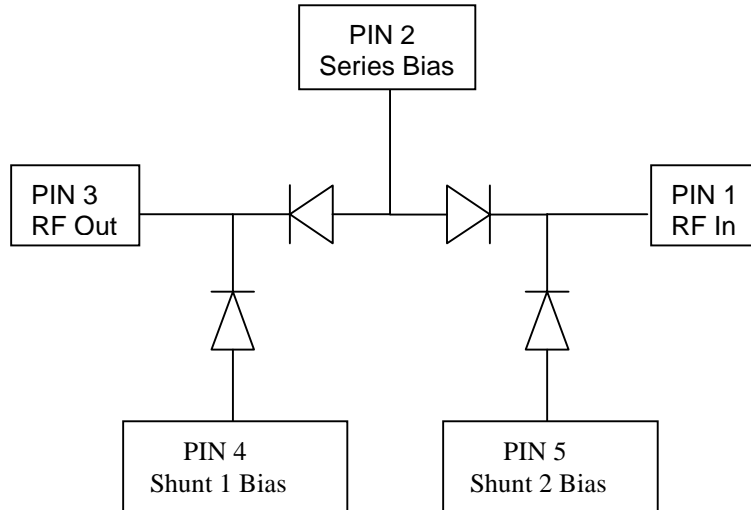 PIN 2
Series Bias
PIN 3
RF Out
PIN 1
RF In
PIN 4
Shunt 1 Bias
PIN 5
Shunt 2 Bias